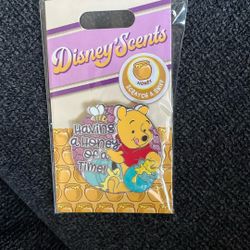 Disney Scents
HONEY
SCRATCH & SNIFF
Having
a Honey
of a
Time!